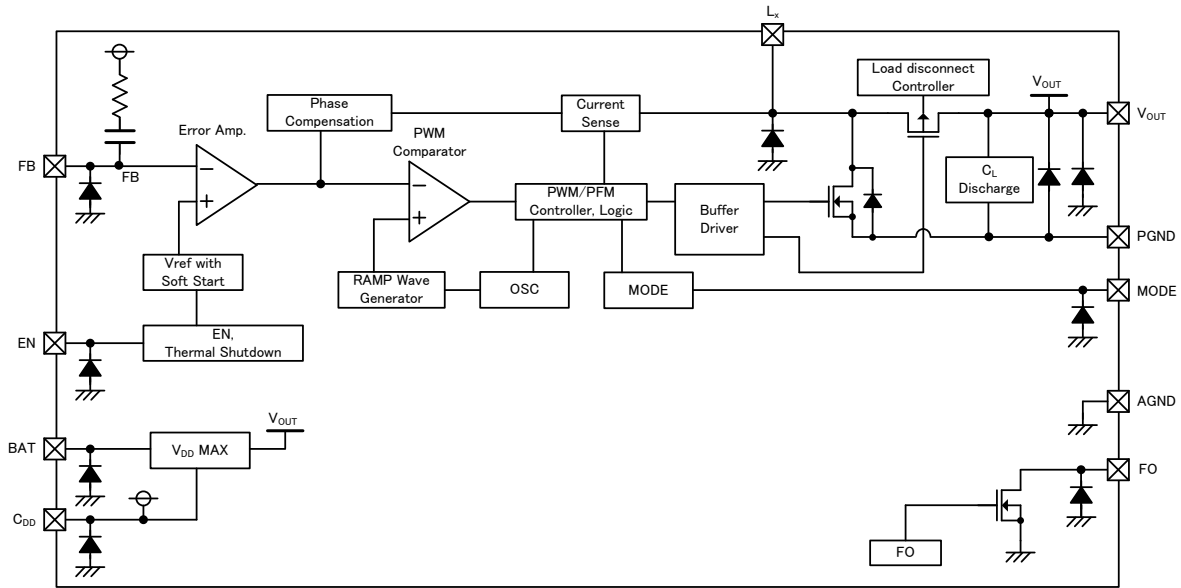 Lx
Load disconnect
Controller
VOUT
VOUT
Phase
Compensation
Current
Sense
Error Amp.
PWM
Comparator
FB
FB
CL
Discharge
PWM/PFM
Controller, Logic
Buffer
Driver
PGND
Vref with
Soft Start
RAMP Wave
Generator
OSC
MODE
MODE
EN
EN,
Thermal Shutdown
AGND
VOUT
BAT
VDD MAX
FO
CDD
FO